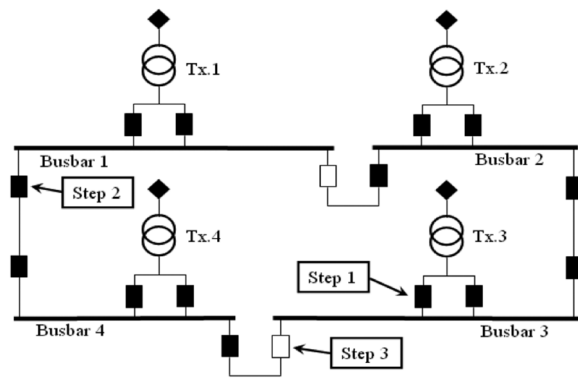 Tx.1
Tx.2
Busbar 1
Busbar 2
Step 2
Tx.4
Tx.3
Step 1
Busbar 4
Busbar 3
Step 3